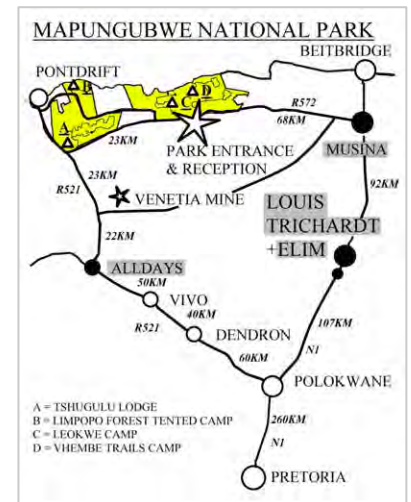 MAPUNGUBWE NATIONAL PARK
BEITBRIDGE
PONTDRIFT
B
D
C
A
R572
68KM
23KM
PARK ENTRANCE
& RECEPTION
MUSINA
23KM
R521
VENETIA MINE
92KM
LOUIS
TRICHARDT
+ELIM
22KM
ALLDAYS
50KM
VIVO
40KM
R521
DENDRON
107KM
N1
60KM
POLOKWANE
A = TSHUGULU LODGE
B = LIMPOPO FOREST TENTED CAMP
C = LEOKWE CAMP
D = VHEMBE TRAILS CAMP
260KM
N1
PRETORIA